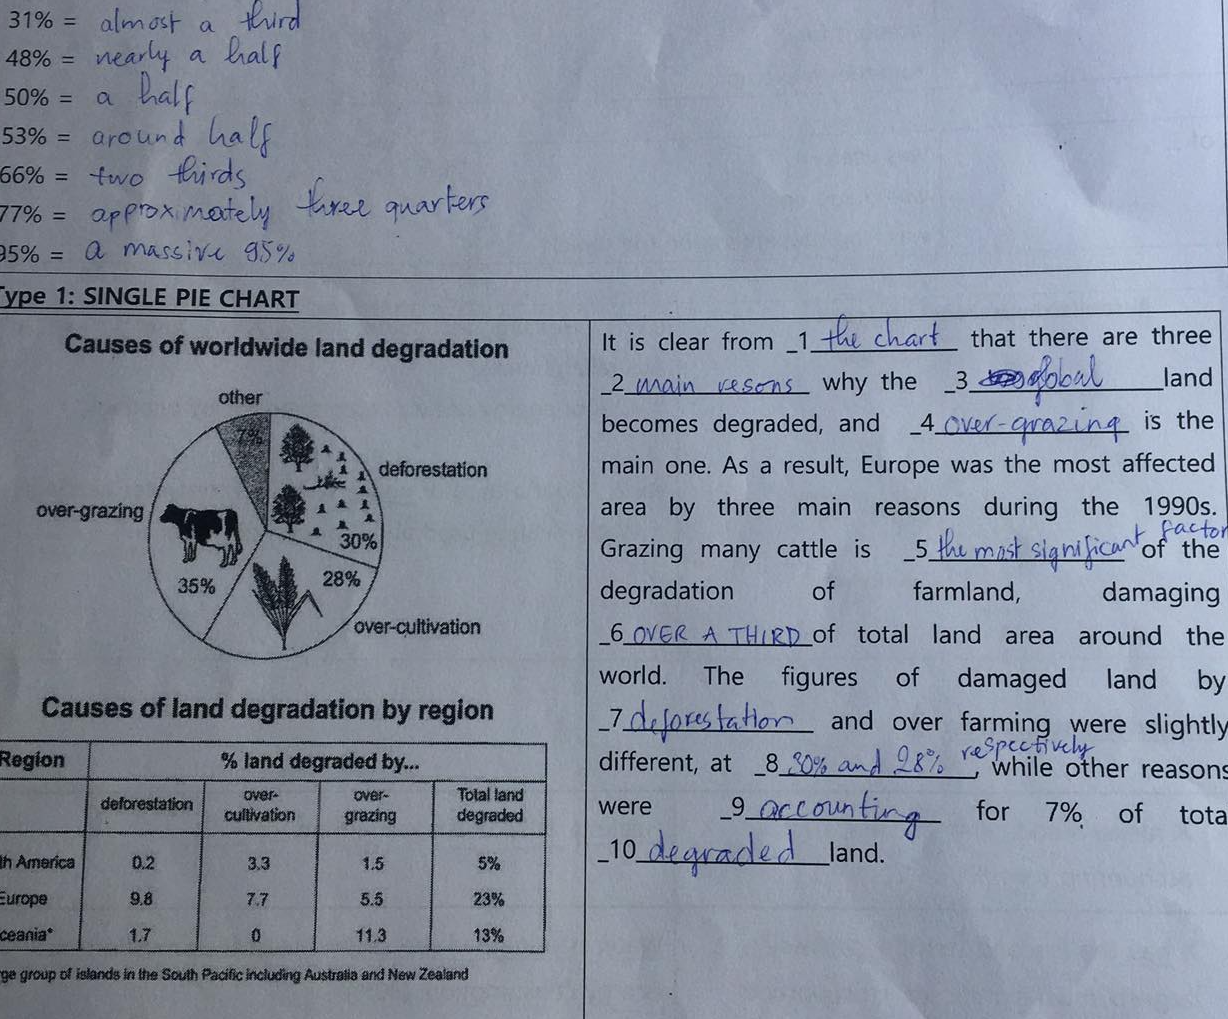 31% = almost a third
48% = nearly a half
50% = a half
53% = around half
66% = two thirds
77% = approximately three quarters
95% = a massive 95%
Type 1: SINGLE PIE CHART
Causes of worldwide land degradation
other
7%
deforestation
over-grazing
30%
35%
28%
over-cultivation
Causes of land degradation by region
Region % land degraded by...
deforestation over-cultivation over-grazing Total land degraded
th America 0.2 3.3 1.5 5%
Europe 9.8 7.7 5.5 23%
ceania* 1.7 0 11.3 13%
ge group of islands in the South Pacific including Australia and New Zealand
It is clear from _1 the chart that there are three
_2 main resons why the _3 global land
becomes degraded, and _4 over-grazing is the
main one. As a result, Europe was the most affected
area by three main reasons during the 1990s.
Grazing many cattle is _5 the most significant factor of the
degradation of farmland, damaging
_6 OVER A THIRD of total land area around the
world. The figures of damaged land by
_7 deforestation and over farming were slightly
different, at _8 30% and 28% respectively, while other reasons
were _9 accounting for 7% of tota
_10 degraded land.